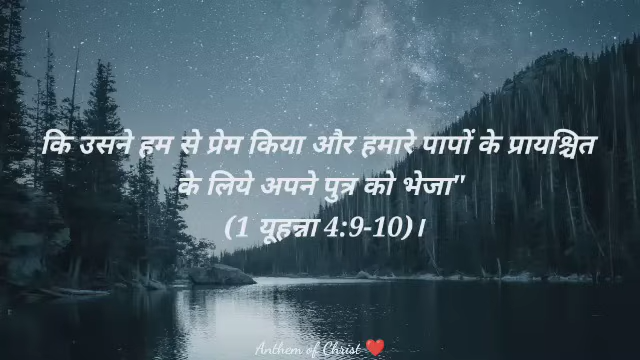 कि उसने हम से प्रेम किया और हमारे पापों के प्रायश्चित
के लिये अपने पुत्र को भेजा"
(1 यूहन्ना 4:9-10)।
Anthem of Christ ❤️